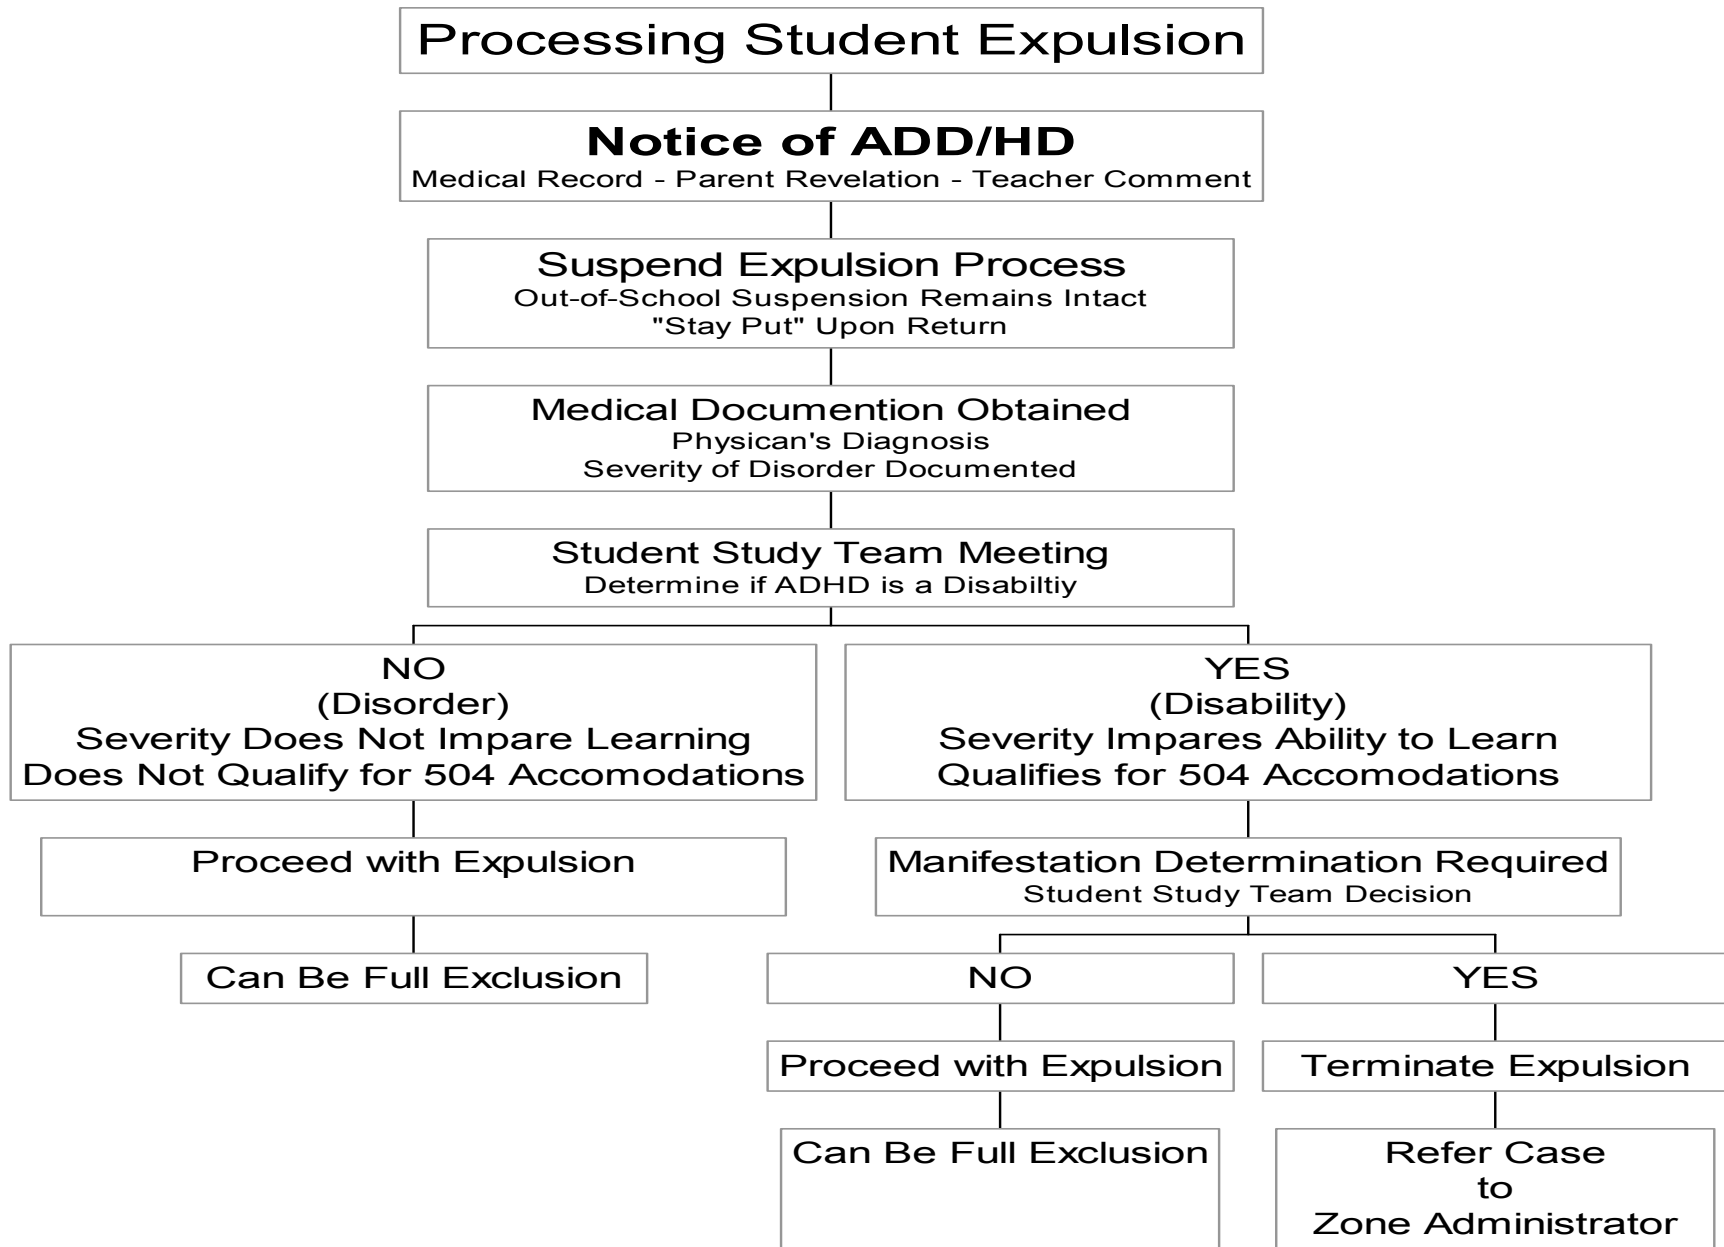 Processing Student Expulsion
Notice of ADD/HD
Medical Record - Parent Revelation - Teacher Comment
Suspend Expulsion Process
Out-of-School Suspension Remains Intact
"Stay Put" Upon Return
Medical Documention Obtained
Physican's Diagnosis
Severity of Disorder Documented
Student Study Team Meeting
Determine if ADHD is a Disabiltiy
NO
(Disorder)
Severity Does Not Impare Learning
Does Not Qualify for 504 Accomodations
YES
(Disability)
Severity Impares Ability to Learn
Qualifies for 504 Accomodations
Proceed with Expulsion
Manifestation Determination Required
Student Study Team Decision
Can Be Full Exclusion
NO
YES
Proceed with Expulsion
Terminate Expulsion
Can Be Full Exclusion
Refer Case
to
Zone Administrator